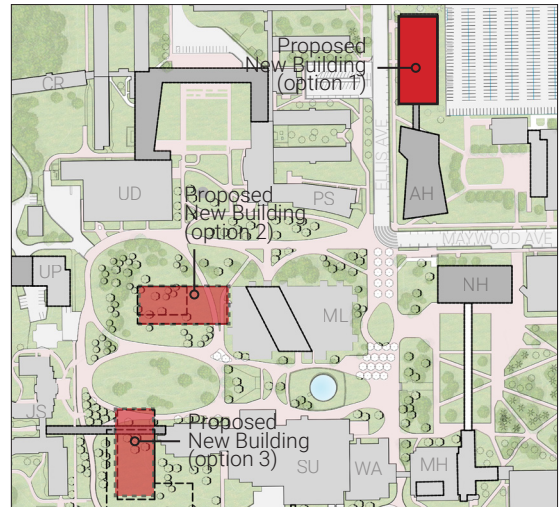 Proposed
New Building
(option 1)
CR
ELLIS AVE
UD
PS
AH
Proposed
New Building
(option 2)
MAYWOOD AVE
UP
NH
ML
JS
Proposed
New Building
(option 3)
SU
WA
MH